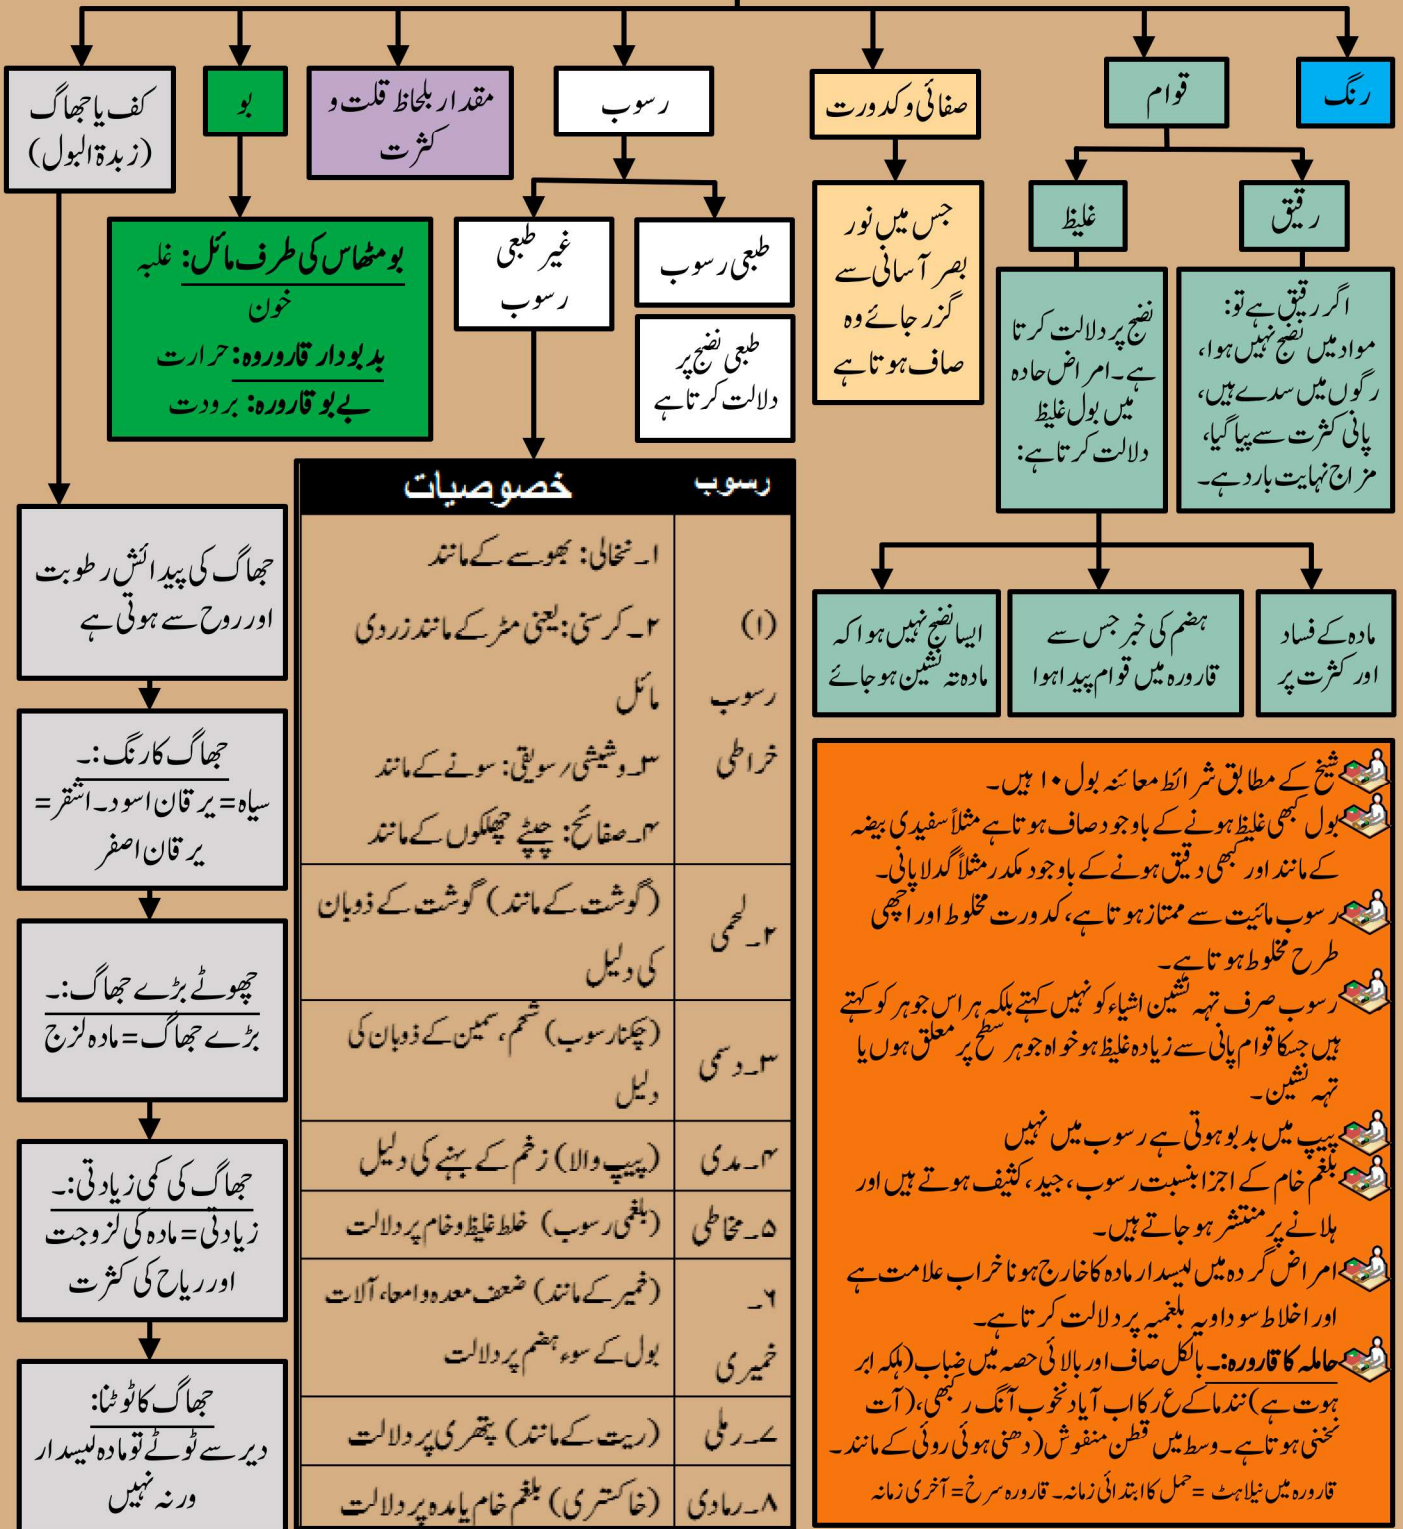 رنگ
قوام
صفائی و کدورت
رسوب
مقدار بلحاظ قلت و
کثرت
بو
کف یا جھاگ
(زبدۃ البول)
رقیق
غلیظ
اگر رقیق ہے تو:
مواد میں نضج نہیں ہوا،
رگوں میں سدے ہیں،
پانی کثرت سے پیا گیا،
مزاج نہایت بارد ہے۔
نضج پر دلالت کرتا
ہے۔ امراض حادہ
میں بول غلیظ
دلالت کرتا ہے:
مادہ کے فساد
اور کثرت پر
ہضم کی خبر جس سے
قارورہ میں قوام پیدا ہوا
ایسا نضج نہیں ہوا کہ
مادہ تہ نشین ہو جائے
جس میں نور
بصر آسانی سے
گزر جائے وہ
صاف ہوتا ہے
طبعی رسوب
طبعی نضج پر
دلالت کرتا ہے
غیر طبعی
رسوب
بو مٹھاس کی طرف مائل: غلبہ
خون
بدبودار قاروروہ: حرارت
بے بو قارورہ: برودت
رسوب خصوصیات
(۱)
رسوب
خراطی
۱۔ نخالی: بھوسے کے مانند
۲۔ کرسنی: یعنی مٹر کے مانند زردی
مائل
۳۔ دشیشی/سویقی: سونے کے مانند
۴۔ صفائح: چپٹے چھلکوں کے مانند
۲۔ لحمی (گوشت کے مانند) گوشت کے ذوبان
کی دلیل
۳۔ دسمی (چکنا رسوب) شحم، سمین کے ذوبان کی
دلیل
۴۔ مدی (پیپ والا) زخم کے بہنے کی دلیل
۵۔ مخاطی (بلغمی رسوب) خلط غلیظ و خام پر دلالت
۶۔
خمیری
(خمیر کے مانند) ضعف معدہ و امعا، آلات
بول کے سوء ہضم پر دلالت
۷۔ رملی (ریت کے مانند) پتھری پر دلالت
۸۔ رمادی (خاکستری) بلغم خام یا مدہ پر دلالت
جھاگ کی پیدائش رطوبت
اور روح سے ہوتی ہے
جھاگ کا رنگ:۔
سیاہ = یرقان اسود۔ اشقر =
یرقان اصفر
چھوٹے بڑے جھاگ:۔
بڑے جھاگ = مادہ لزج
جھاگ کی کمی زیادتی:۔
زیادتی = مادہ کی لزوجت
اور ریاح کی کثرت
جھاگ کا ٹوٹنا:
دیر سے ٹوٹے تو مادہ لیسدار
ورنہ نہیں
شیخ کے مطابق شرائط معائنہ بول ۱۰ ہیں۔
بول کبھی غلیظ ہونے کے باوجود صاف ہوتا ہے مثلاً سفیدی بیضہ
کے مانند اور کبھی دقیق ہونے کے باوجود مکدر مثلاً گدلا پانی۔
رسوب مائیت سے ممتاز ہوتا ہے، کدورت مخلوط اور اچھی
طرح مخلوط ہوتا ہے۔
رسوب صرف تہہ نشین اشیاء کو نہیں کہتے بلکہ ہر اس جوہر کو کہتے
ہیں جسکا قوام پانی سے زیادہ غلیظ ہو خواہ جوہر سطح پر معلق ہوں یا
تہہ نشین۔
پیپ میں بدبو ہوتی ہے رسوب میں نہیں
بلغم خام کے اجزا بنسبت رسوب، جید، کثیف ہوتے ہیں اور
ہلانے پر منتشر ہو جاتے ہیں۔
امراض گردہ میں لیسدار مادہ کا خارج ہونا خراب علامت ہے
اور اخلاط سوداویہ بلغمیہ پر دلالت کرتا ہے۔
حاملہ کا قارورہ:۔ بالکل صاف اور بالائی حصہ میں ضباب (ہلکہ ابر
نخنی ہوتا ہے۔ وسط میں قطن منفوش (دھنی ہوئی روئی کے مانند۔
قارورہ میں نیلاہٹ = حمل کا ابتدائی زمانہ۔ قارورہ سرخ = آخری زمانہ